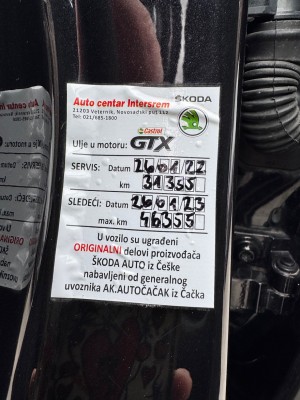 Auto centar Intersrem ŠKODA
21203 Veternik, Novosadski put 153
Tel: 021/685-1800
Castrol
Ulje u motoru: GTX
SERVIS: Datum 26 01 22
km 31355
SLEDEĆI: Datum 26 01 23
max. km 46355
U vozilo su ugrađeni
ORIGINALNI delovi proizvođača
ŠKODA AUTO iz Češke
nabavljeni od generalnog
uvoznika AK.AUTOČAČAK iz Čačka